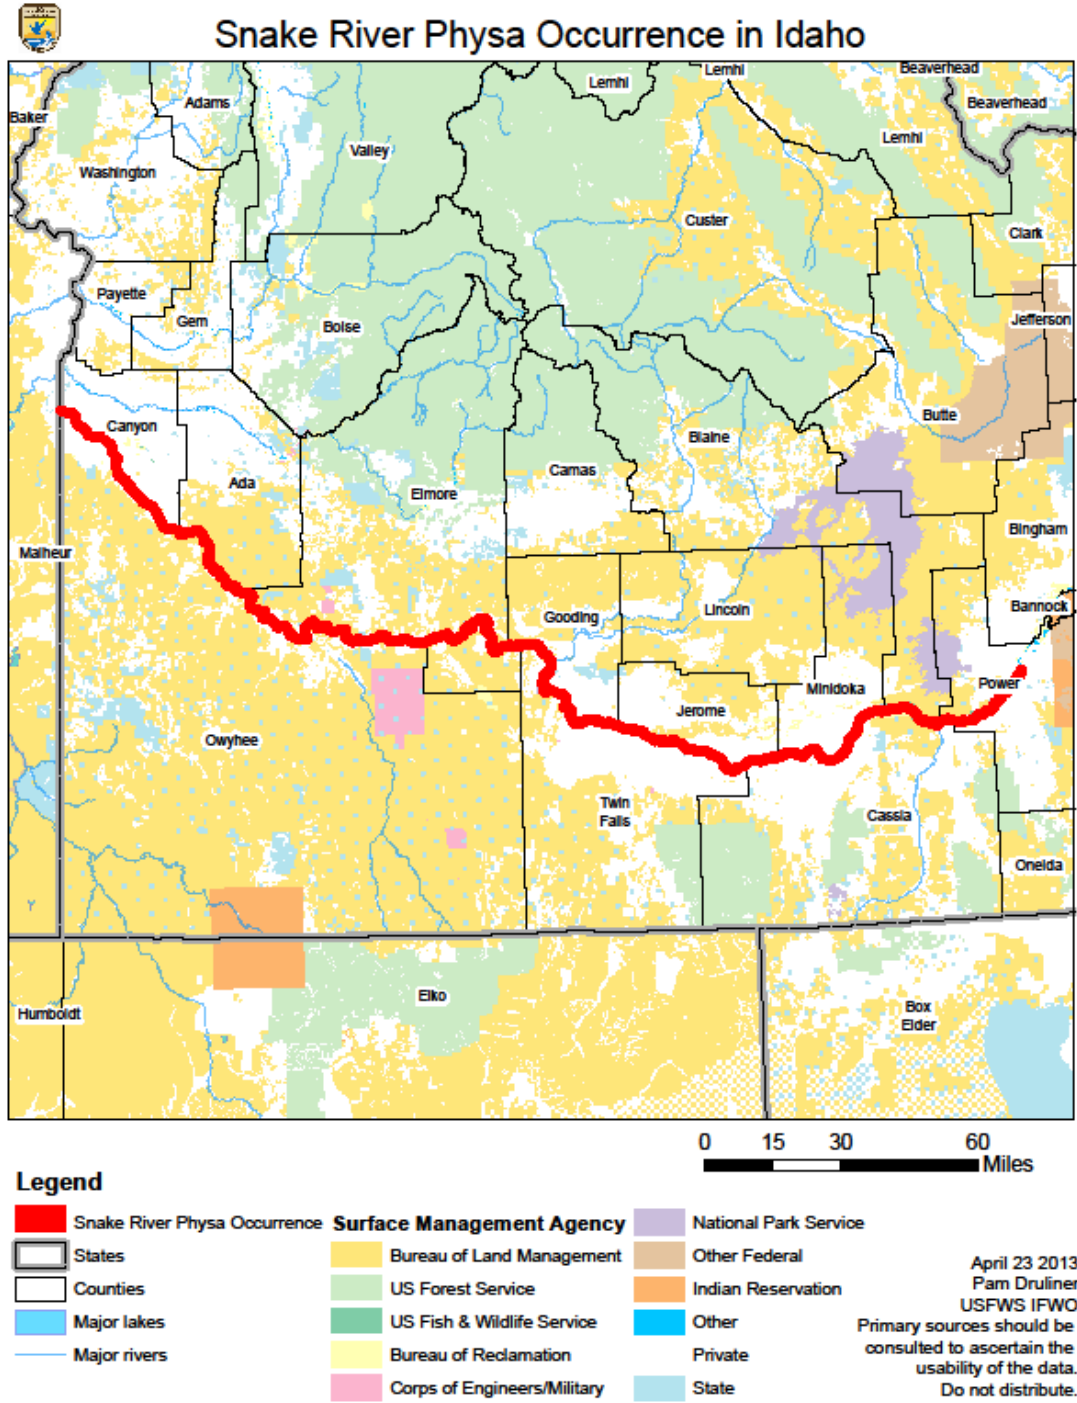 Snake River Physa Occurrence in Idaho
Lemhi
Lemhi
Beaverhead
Adams
Beaverhead
Baker
Lemhi
Valley
Washington
Custer
Clark
Payette
Gem
Boise
Jefferson
Canyon
Butte
Blaine
Camas
Ada
Elmore
Bingham
Malheur
Gooding
Lincoln
Bannock
Power
Minidoka
Jerome
Owyhee
Twin
Falls
Cassia
Oneida
Elko
Humboldt
Box
Elder
0 15 30 60
Miles
Legend
Snake River Physa Occurrence
States
Counties
Major lakes
Major rivers
Surface Management Agency
Bureau of Land Management
US Forest Service
US Fish & Wildlife Service
Bureau of Reclamation
Corps of Engineers/Military
National Park Service
Other Federal
Indian Reservation
Other
Private
State
April 23 2013
Pam Druliner
USFWS IFWO
Primary sources should be
consulted to ascertain the
usability of the data.
Do not distribute.